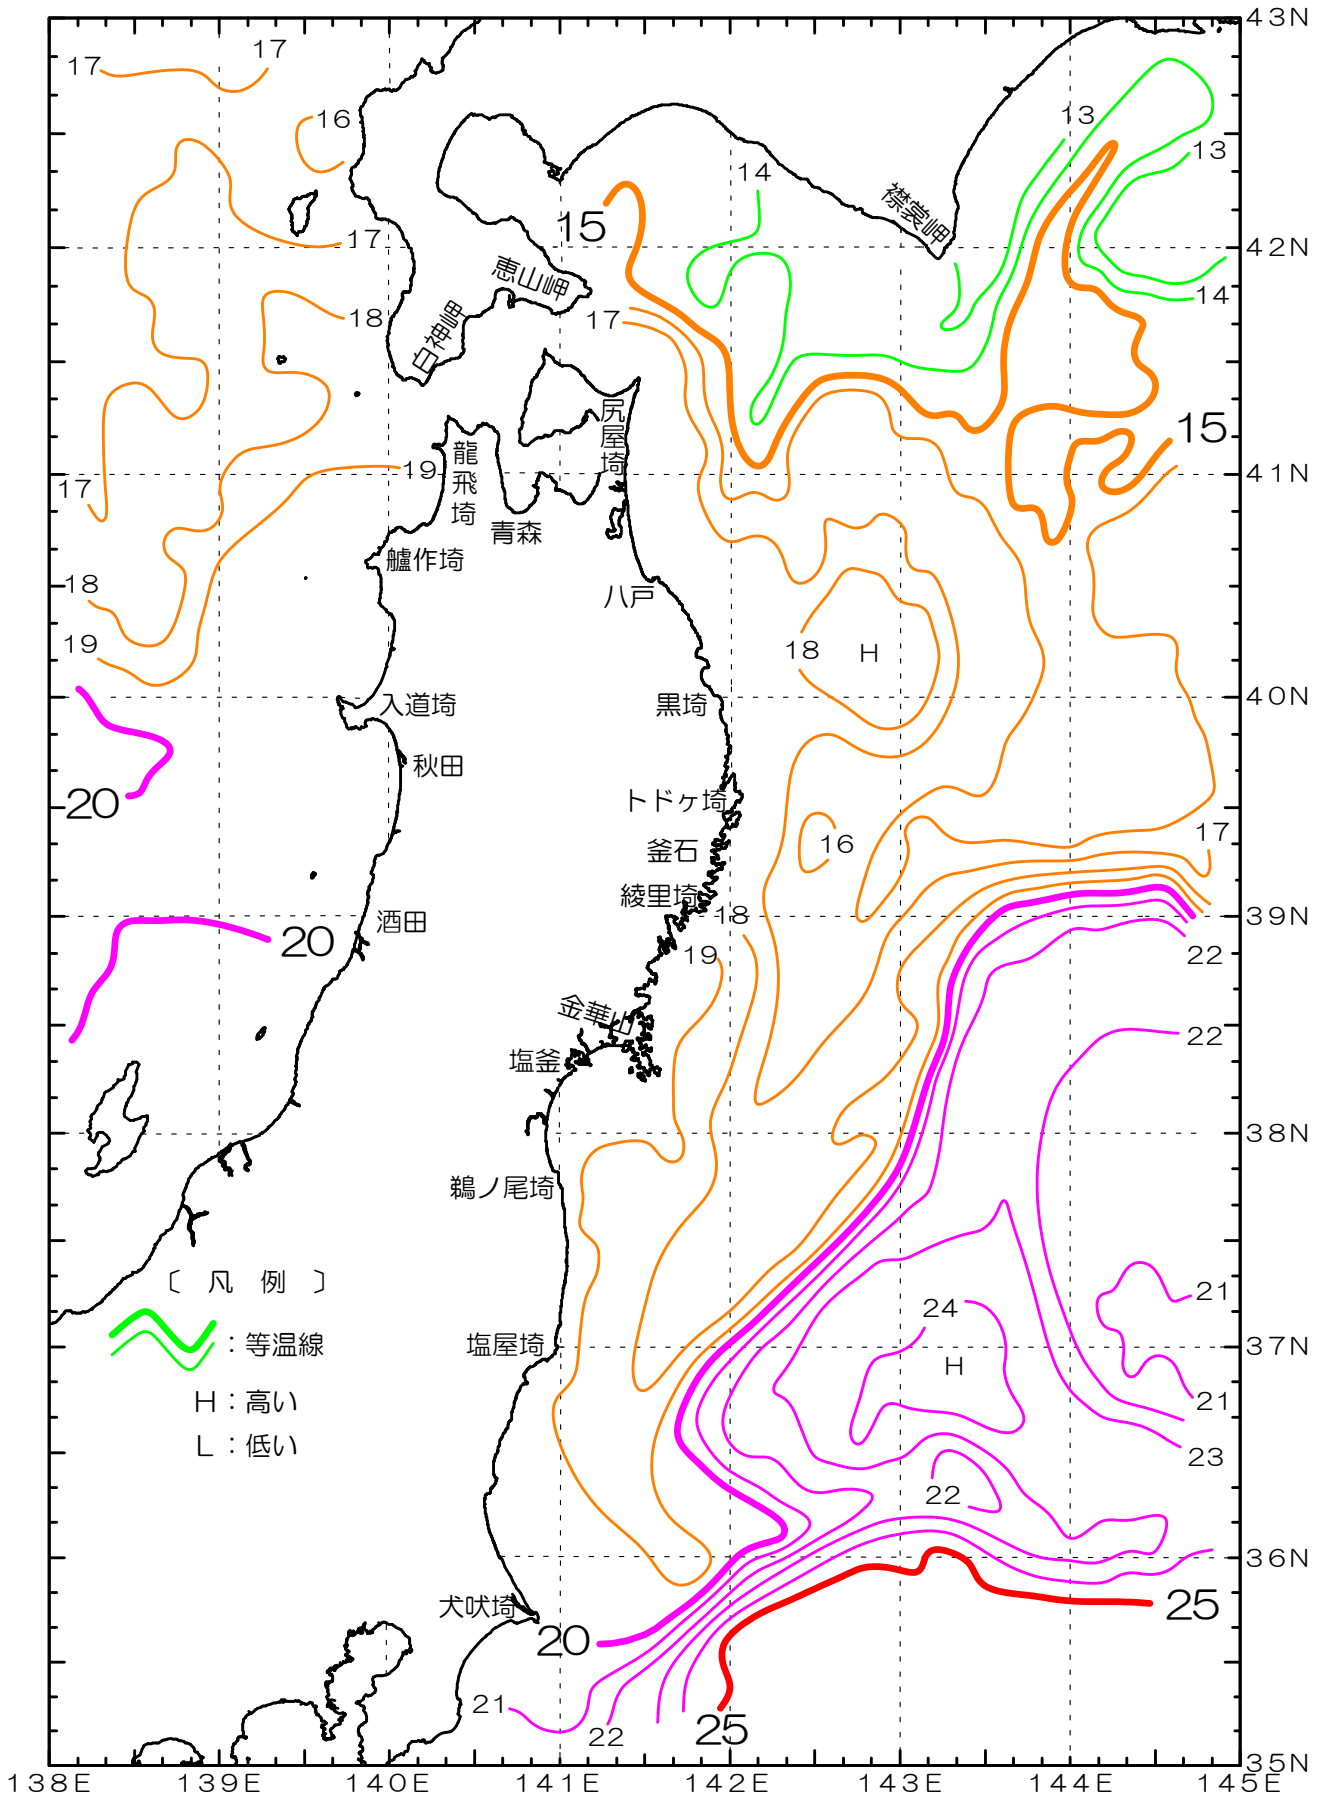 43N
17
17
16
13
13
14
15
襟裳岬
17
42N
恵山岬
14
18
17
白神岬
尻屋埼
15
龍飛埼
19
41N
17
青森
艫作埼
18
八戸
19
18
H
入道埼
黒埼
40N
秋田
20
トドヶ埼
17
16
釜石
綾里埼
18
39N
酒田
20
19
22
金華山
22
塩釜
38N
鵜ノ尾埼
〔 凡 例 〕
21
24
:等温線
塩屋埼
37N
H
H:高い
21
L:低い
23
22
36N
犬吠埼
25
20
21
22
25
35N
138E
139E
140E
141E
142E
143E
144E
145E